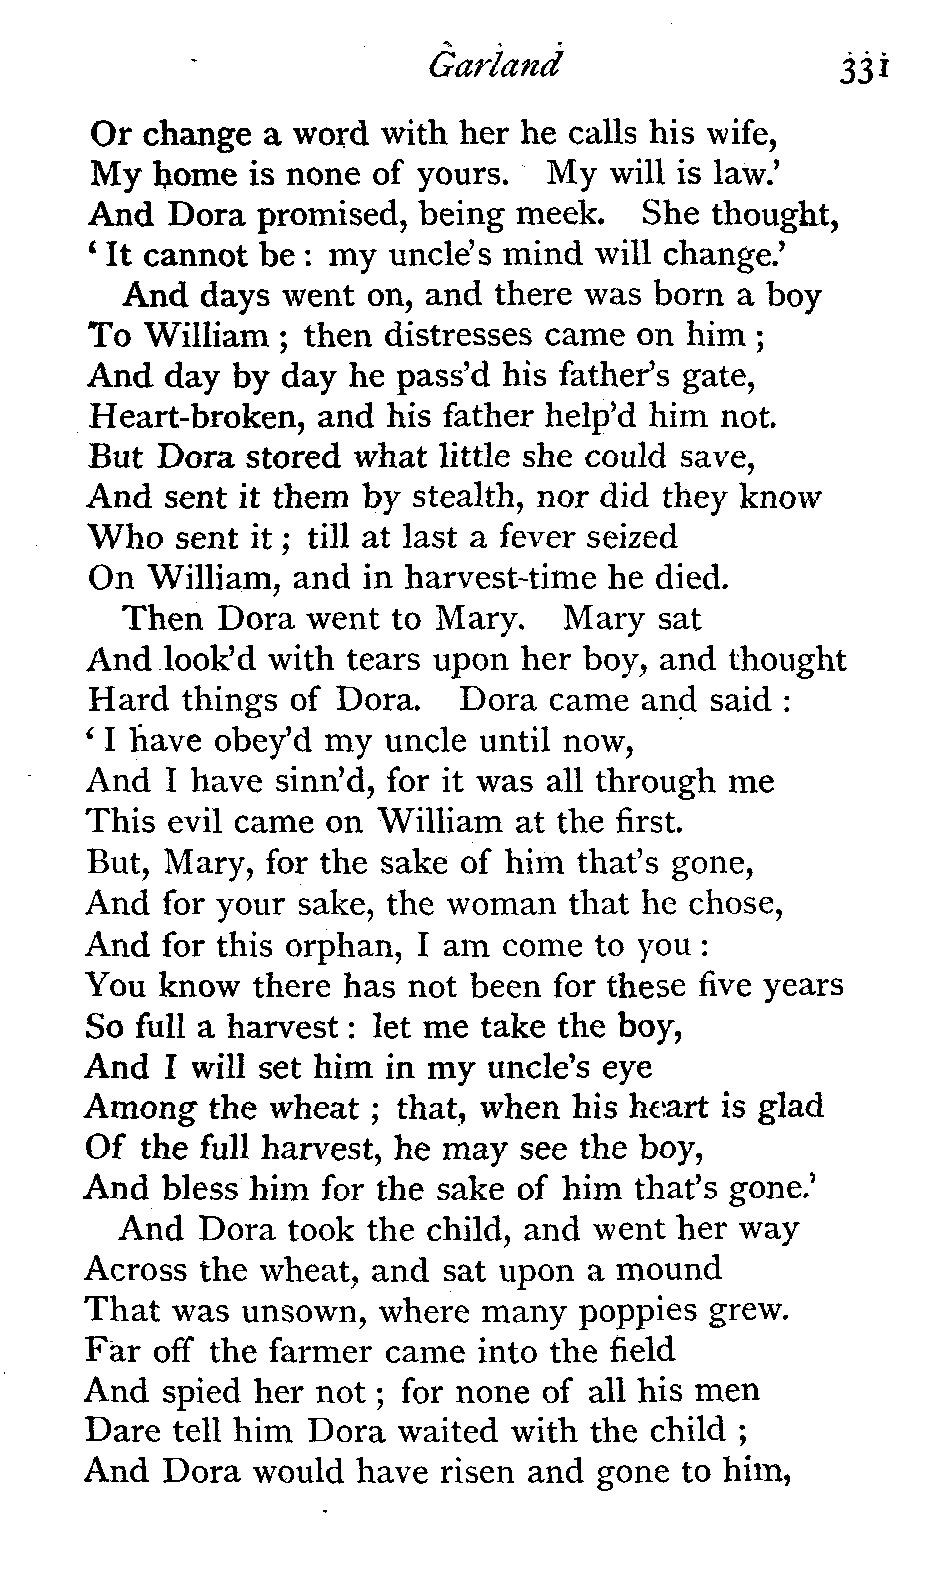 Garland 331
Or change a word with her he calls his wife,
My home is none of yours. My will is law.’
And Dora promised, being meek. She thought,
‘ It cannot be : my uncle’s mind will change.’
And days went on, and there was born a boy
To William ; then distresses came on him ;
And day by day he pass’d his father’s gate,
Heart-broken, and his father help’d him not.
But Dora stored what little she could save,
And sent it them by stealth, nor did they know
Who sent it ; till at last a fever seized
On William, and in harvest-time he died.
Then Dora went to Mary. Mary sat
And look’d with tears upon her boy, and thought
Hard things of Dora. Dora came and said :
‘ I have obey’d my uncle until now,
And I have sinn’d, for it was all through me
This evil came on William at the first.
But, Mary, for the sake of him that’s gone,
And for your sake, the woman that he chose,
And for this orphan, I am come to you :
You know there has not been for these five years
So full a harvest : let me take the boy,
And I will set him in my uncle’s eye
Among the wheat ; that, when his heart is glad
Of the full harvest, he may see the boy,
And bless him for the sake of him that’s gone.’
And Dora took the child, and went her way
Across the wheat, and sat upon a mound
That was unsown, where many poppies grew.
Far off the farmer came into the field
And spied her not ; for none of all his men
Dare tell him Dora waited with the child ;
And Dora would have risen and gone to him,